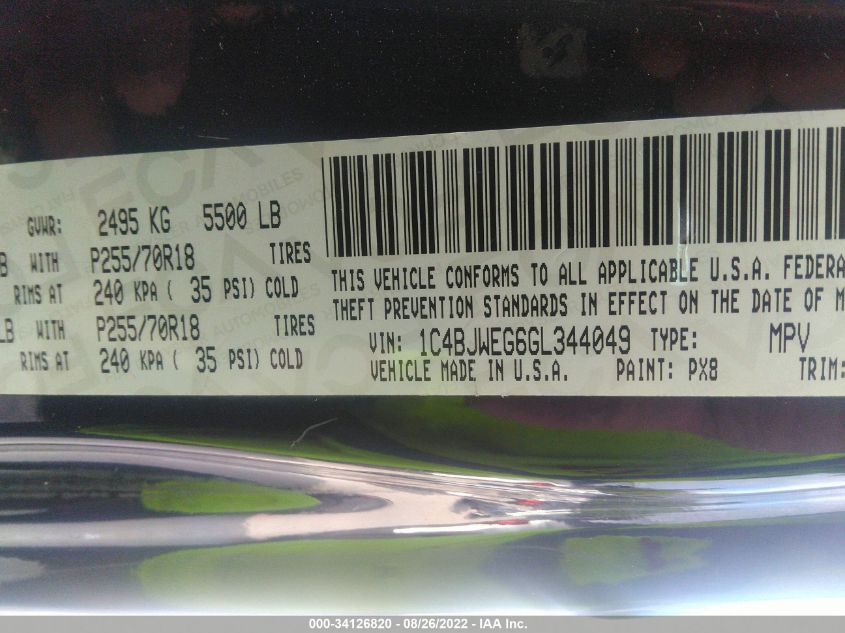 GVWR: 2495 KG 5500 LB
B WITH P255/70R18 TIRES
RIMS AT 240 KPA ( 35 PSI) COLD
LB WITH P255/70R18 TIRES
RIMS AT 240 KPA ( 35 PSI) COLD
THIS VEHICLE CONFORMS TO ALL APPLICABLE U.S.A. FEDERA
THEFT PREVENTION STANDARDS IN EFFECT ON THE DATE OF M
VIN: 1C4BJWEG6GL344049 TYPE: MPV
VEHICLE MADE IN U.S.A. PAINT: PX8 TRIM:
000-34126820 - 08/26/2022 - IAA Inc.